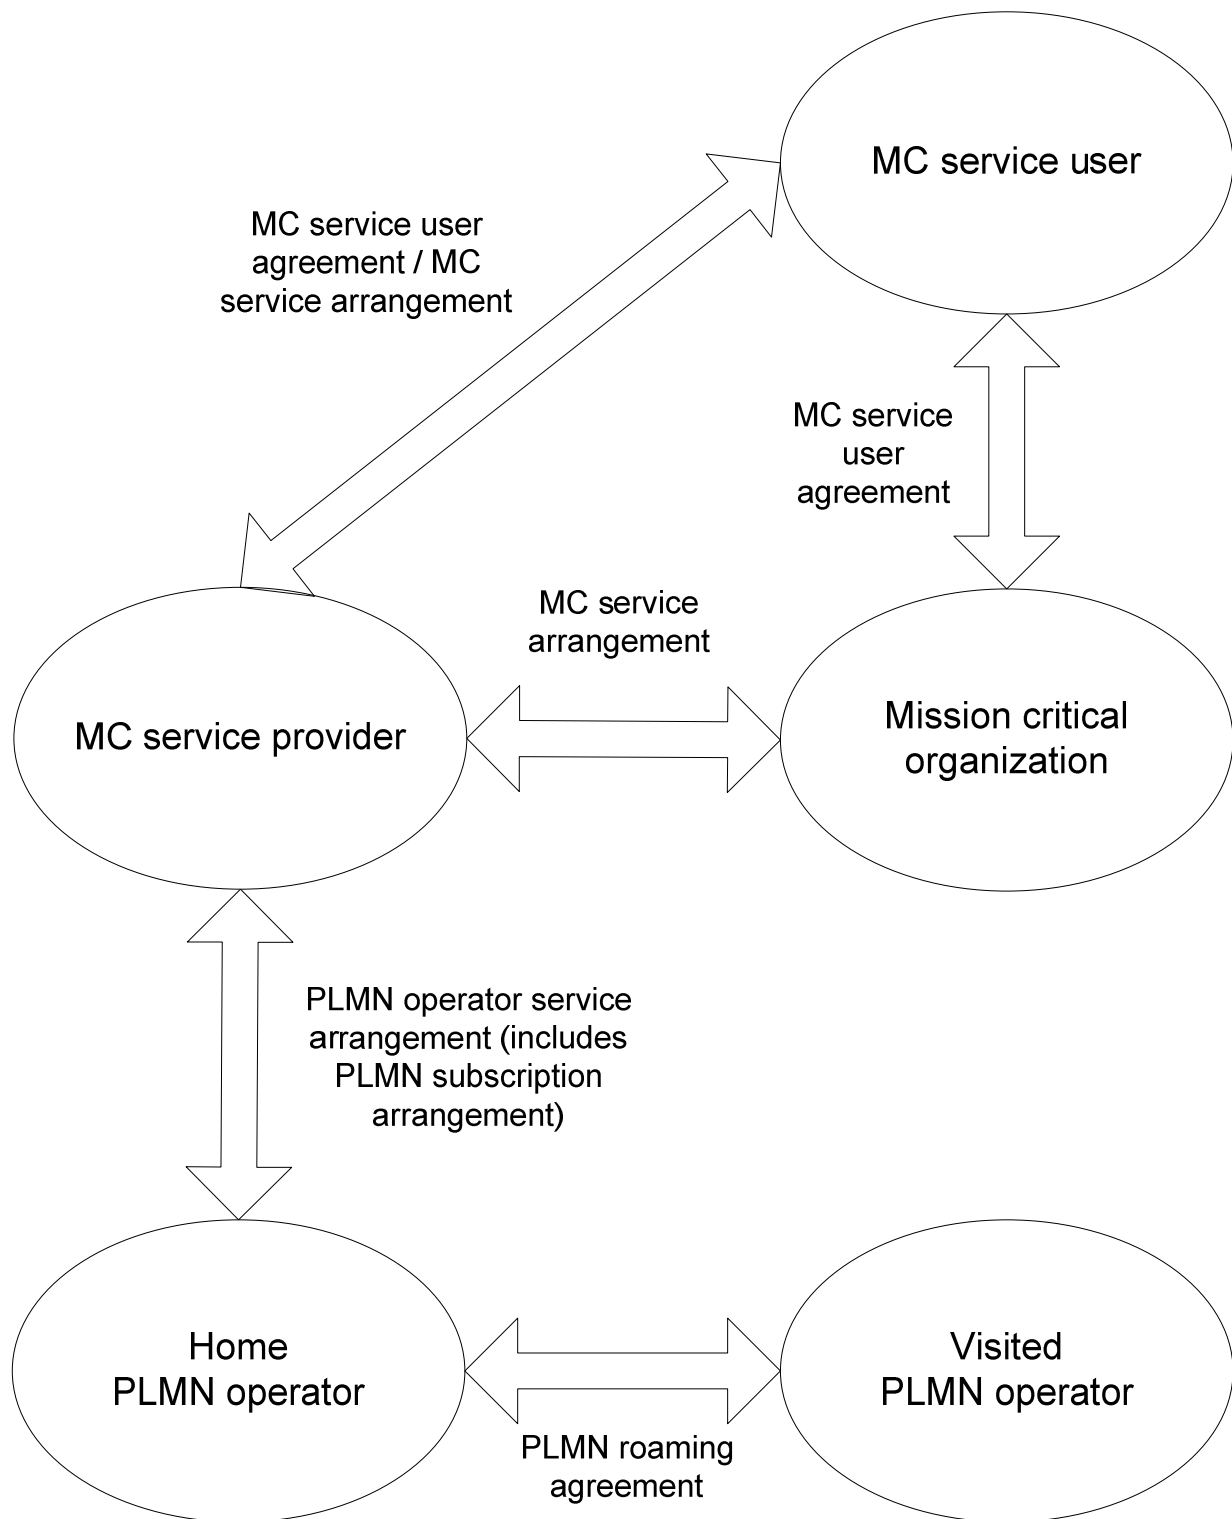 MC service user
MC service user
agreement / MC
service arrangement
MC service
user
agreement
MC service
arrangement
MC service provider
Mission critical
organization
PLMN operator service
arrangement (includes
PLMN subscription
arrangement)
Home
PLMN operator
Visited
PLMN operator
PLMN roaming
agreement